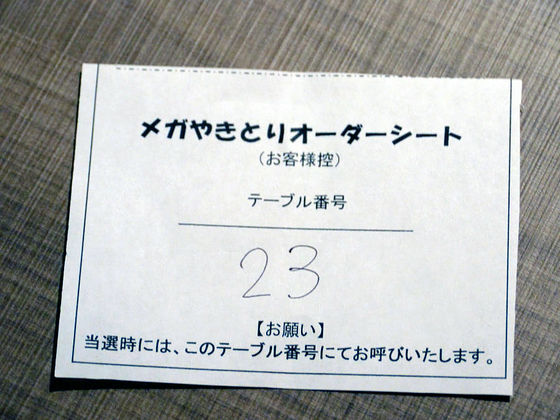 メガやきとりオーダーシート
（お客様控）
テーブル番号
23
【お願い】
当選時には、このテーブル番号にてお呼びいたします。